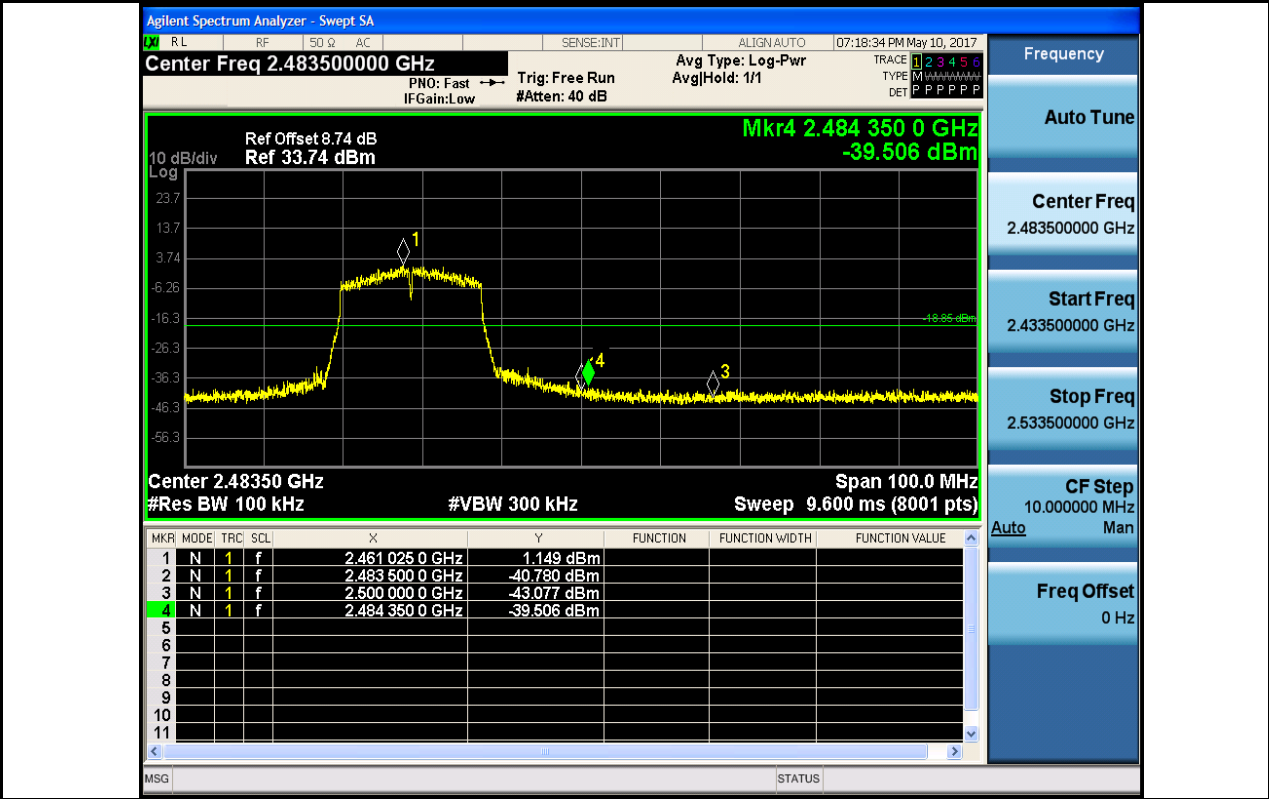 Agilent Spectrum Analyzer - Swept SA
LXI RL RF 50 Ω AC SENSE:INT ALIGN AUTO 07:18:34 PM May 10, 2017
Center Freq 2.483500000 GHz
PNO: Fast
IFGain:Low
Trig: Free Run
#Atten: 40 dB
Avg Type: Log-Pwr
Avg|Hold: 1/1
TRACE 1 2 3 4 5 6
TYPE M WWWWW
DET P P P P P P
Mkr4 2.484 350 0 GHz
-39.506 dBm
Ref Offset 8.74 dB
10 dB/div Ref 33.74 dBm
Log
23.7
13.7
3.74
-6.26
-16.3
-26.3
-36.3
-46.3
-56.3
1
-18.85 dBm
4
3
Center 2.48350 GHz Span 100.0 MHz
#Res BW 100 kHz #VBW 300 kHz Sweep 9.600 ms (8001 pts)
MKR MODE TRC SCL X Y FUNCTION FUNCTION WIDTH FUNCTION VALUE
1 N 1 f 2.461 025 0 GHz 1.149 dBm
2 N 1 f 2.483 500 0 GHz -40.780 dBm
3 N 1 f 2.500 000 0 GHz -43.077 dBm
4 N 1 f 2.484 350 0 GHz -39.506 dBm
5
6
7
8
9
10
11
MSG STATUS
Frequency
Auto Tune
Center Freq
2.483500000 GHz
Start Freq
2.433500000 GHz
Stop Freq
2.533500000 GHz
CF Step
10.000000 MHz
Auto Man
Freq Offset
0 Hz